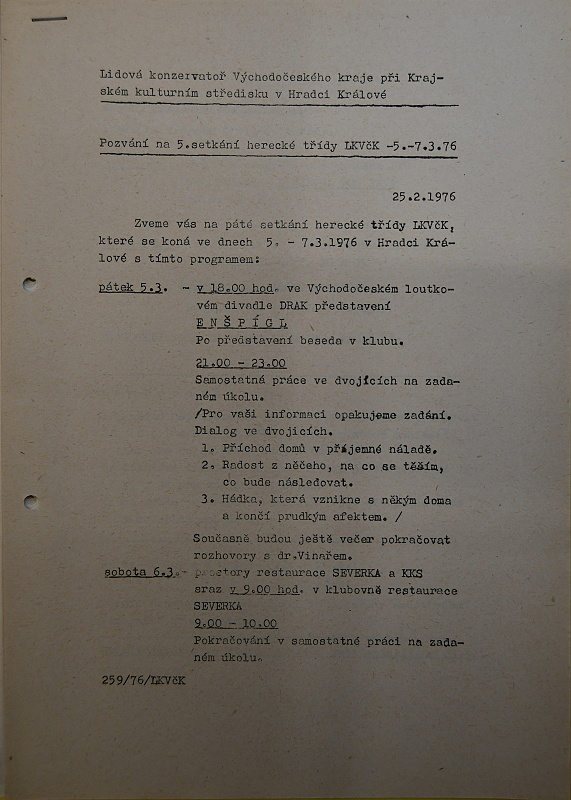 Lidová konzervatoř Východočeského kraje při Kraj-
ském kulturním středisku v Hradci Králové
Pozvání na 5.setkání herecké třídy LKVčK -5.-7.3.76
25.2.1976
Zveme vás na páté setkání herecké třídy LKVčK,
které se koná ve dnech 5. - 7.3.1976 v Hradci Krá-
lové s tímto programem:
pátek 5.3. - v 18.00 hod. ve Východočeském loutko-
vém divadle DRAK představení
E N Š P Í G L
Po představení beseda v klubu.
21.00 - 23.00
Samostatná práce ve dvojících na zada-
ném úkolu.
/Pro vaši informaci opakujeme zadání.
Dialog ve dvojicích.
1. Příchod domů v příjemné náladě.
2. Radost z něčeho, na co se těším,
co bude následovat.
3. Hádka, která vznikne s někým doma
a končí prudkým afektem. /
Současně budou ještě večer pokračovat
rozhovory s dr.Vinařem.
sobota 6.3.- prostory restaurace SEVERKA a KKS
sraz v 9.00 hod. v klubovně restaurace
SEVERKA
9.00 - 10.00
Pokračování v samostatné práci na zada-
ném úkolu.
259/76/LKVčK